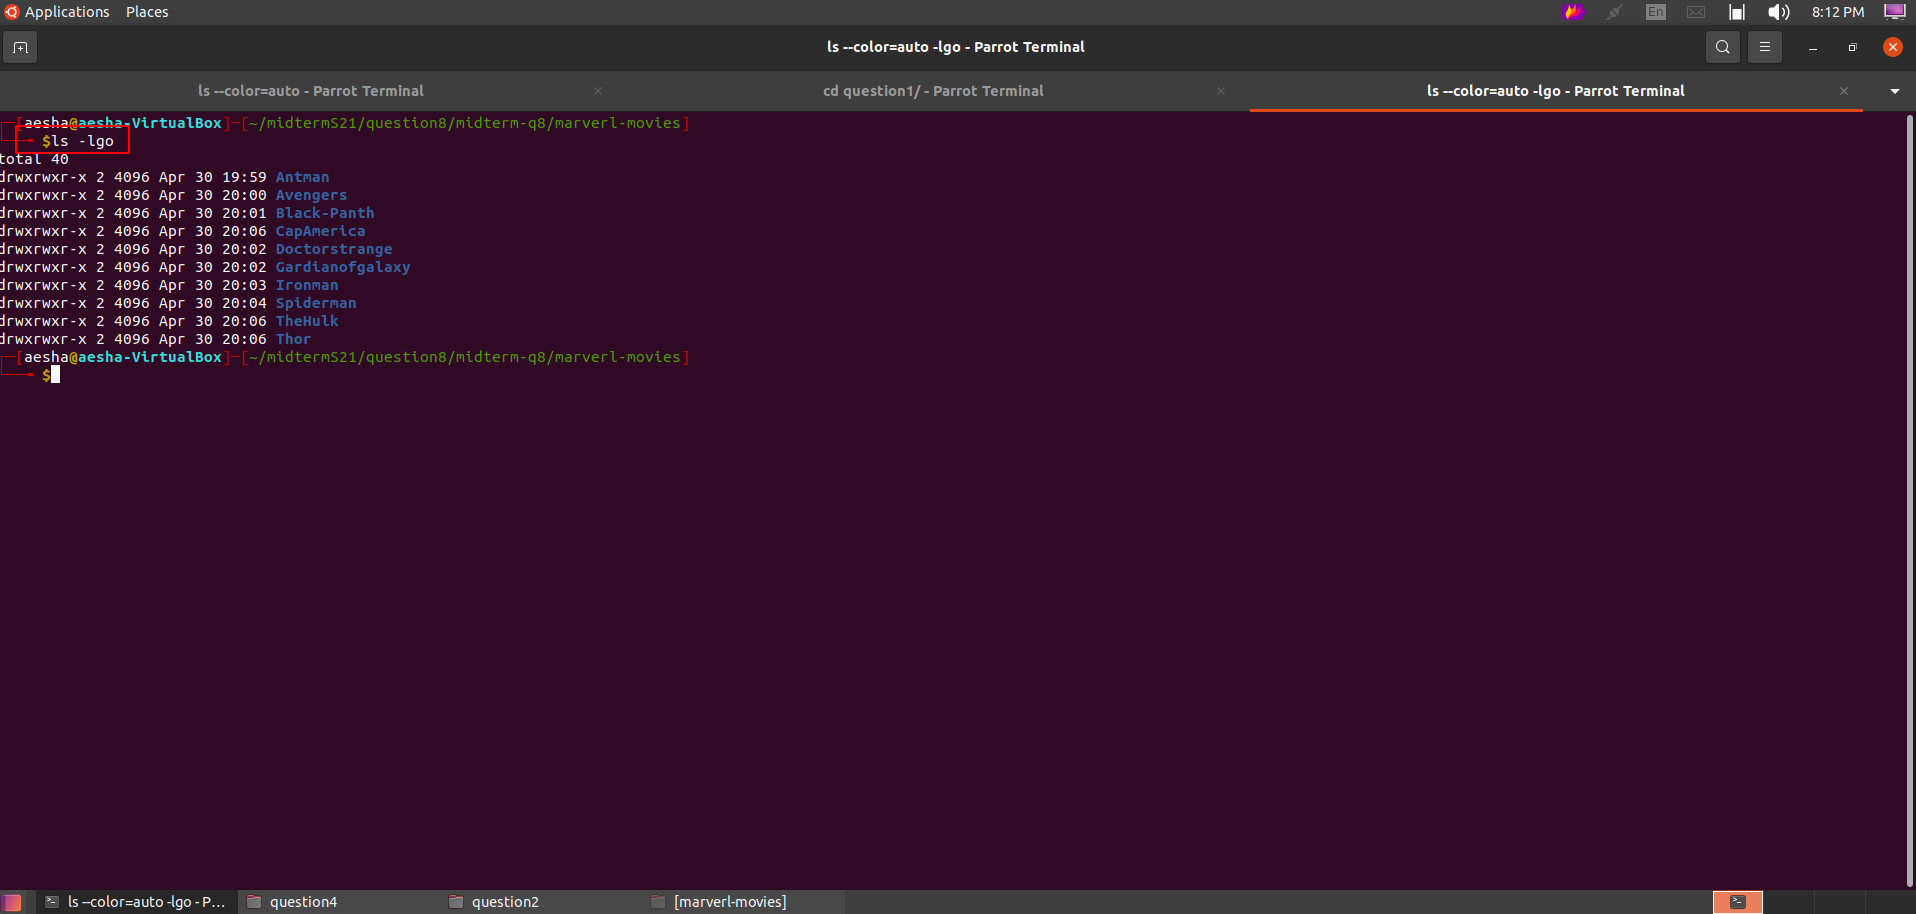 Applications Places En 8:12 PM
ls --color=auto -lgo - Parrot Terminal
ls --color=auto - Parrot Terminal cd question1/ - Parrot Terminal ls --color=auto -lgo - Parrot Terminal
[aesha@aesha-VirtualBox]-[~/midtermS21/question8/midterm-q8/marverl-movies]
$ls -lgo
total 40
drwxrwxr-x 2 4096 Apr 30 19:59 Antman
drwxrwxr-x 2 4096 Apr 30 20:00 Avengers
drwxrwxr-x 2 4096 Apr 30 20:01 Black-Panth
drwxrwxr-x 2 4096 Apr 30 20:06 CapAmerica
drwxrwxr-x 2 4096 Apr 30 20:02 Doctorstrange
drwxrwxr-x 2 4096 Apr 30 20:02 Gardianofgalaxy
drwxrwxr-x 2 4096 Apr 30 20:03 Ironman
drwxrwxr-x 2 4096 Apr 30 20:04 Spiderman
drwxrwxr-x 2 4096 Apr 30 20:06 TheHulk
drwxrwxr-x 2 4096 Apr 30 20:06 Thor
[aesha@aesha-VirtualBox]-[~/midtermS21/question8/midterm-q8/marverl-movies]
$
ls --color=auto -lgo - P... question4 question2 [marverl-movies]